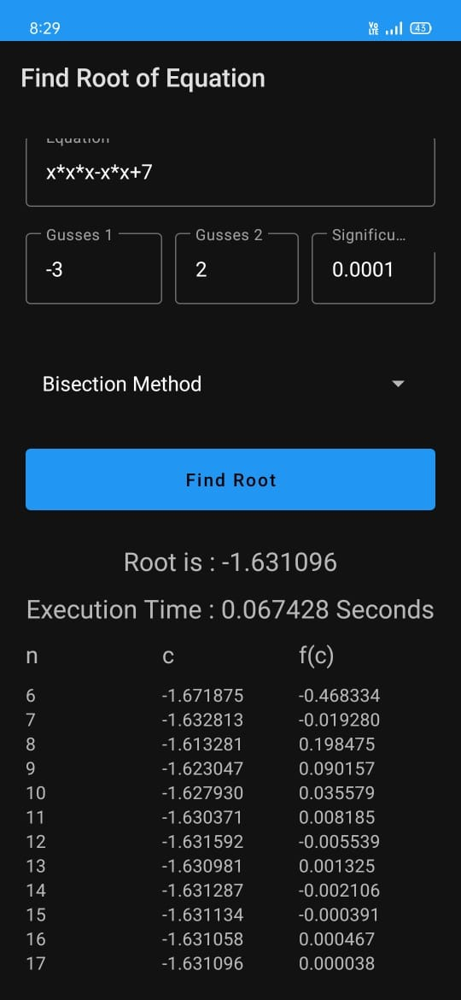 8:29 Vo LTE 43
Find Root of Equation
Equation
x*x*x-x*x+7
Gusses 1 Gusses 2 Significu...
-3 2 0.0001
Bisection Method
Find Root
Root is : -1.631096
Execution Time : 0.067428 Seconds
n c f(c)
6 -1.671875 -0.468334
7 -1.632813 -0.019280
8 -1.613281 0.198475
9 -1.623047 0.090157
10 -1.627930 0.035579
11 -1.630371 0.008185
12 -1.631592 -0.005539
13 -1.630981 0.001325
14 -1.631287 -0.002106
15 -1.631134 -0.000391
16 -1.631058 0.000467
17 -1.631096 0.000038